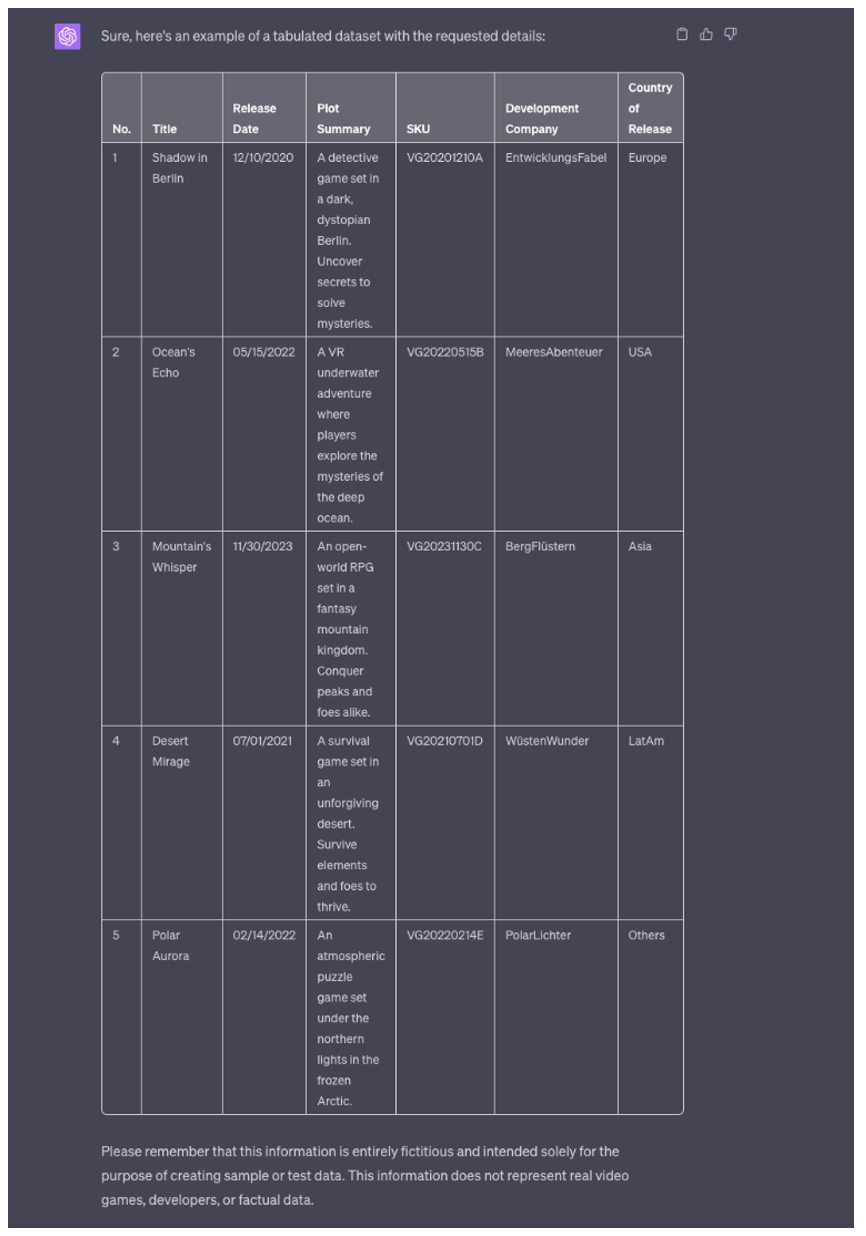 Sure, here's an example of a tabulated dataset with the requested details:
No. Title Release Date Plot Summary SKU Development Company Country of Release
1 Shadow in Berlin 12/10/2020 A detective game set in a dark, dystopian Berlin. Uncover secrets to solve mysteries. VG20201210A EntwicklungsFabel Europe
2 Ocean's Echo 05/15/2022 A VR underwater adventure where players explore the mysteries of the deep ocean. VG20220515B MeeresAbenteuer USA
3 Mountain's Whisper 11/30/2023 An open-world RPG set in a fantasy mountain kingdom. Conquer peaks and foes alike. VG20231130C BergFlüstern Asia
4 Desert Mirage 07/01/2021 A survival game set in an unforgiving desert. Survive elements and foes to thrive. VG20210701D WüstenWunder LatAm
5 Polar Aurora 02/14/2022 An atmospheric puzzle game set under the northern lights in the frozen Arctic. VG20220214E PolarLichter Others
Please remember that this information is entirely fictitious and intended solely for the
purpose of creating sample or test data. This information does not represent real video
games, developers, or factual data.